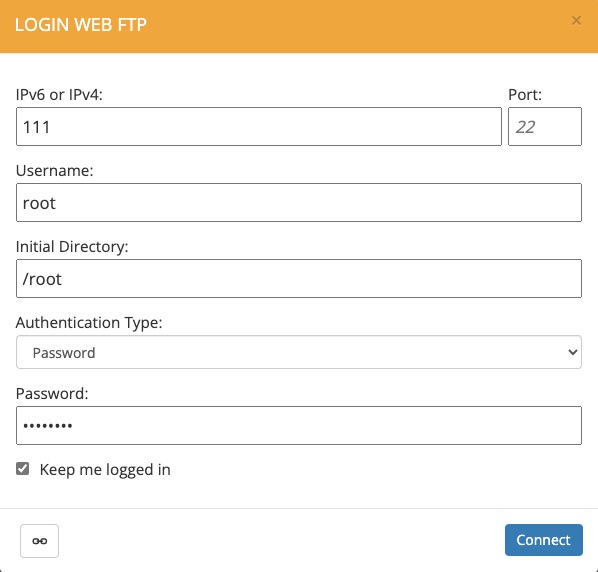 LOGIN WEB FTP
×
IPv6 or IPv4:
Port:
111
22
Username:
root
Initial Directory:
/root
Authentication Type:
Password
Password:
••••••••
Keep me logged in
Connect